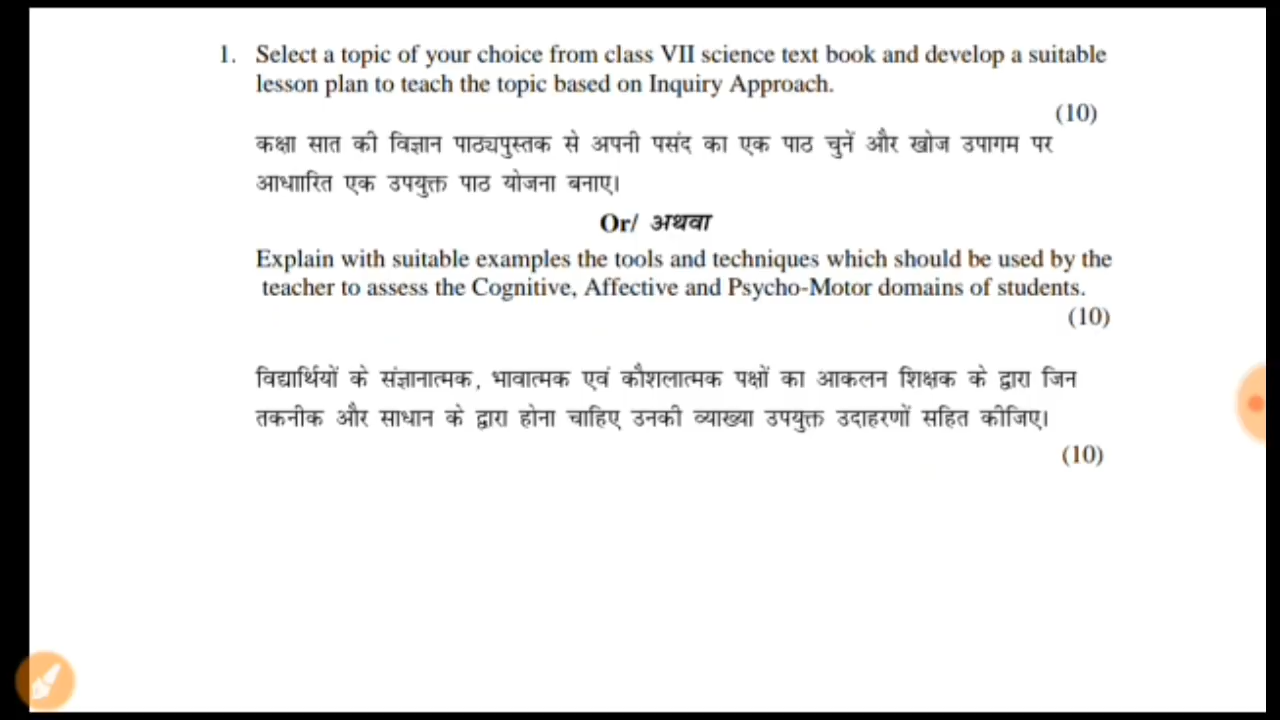 1. Select a topic of your choice from class VII science text book and develop a suitable
lesson plan to teach the topic based on Inquiry Approach.
(10)
कक्षा सात की विज्ञान पाठ्यपुस्तक से अपनी पसंद का एक पाठ चुनें और खोज उपागम पर
आधाारित एक उपयुक्त पाठ योजना बनाए।
Or/ अथवा
Explain with suitable examples the tools and techniques which should be used by the
teacher to assess the Cognitive, Affective and Psycho-Motor domains of students.
(10)
विद्यार्थियों के संज्ञानात्मक, भावात्मक एवं कौशलात्मक पक्षों का आकलन शिक्षक के द्वारा जिन
तकनीक और साधान के द्वारा होना चाहिए उनकी व्याख्या उपयुक्त उदाहरणों सहित कीजिए।
(10)